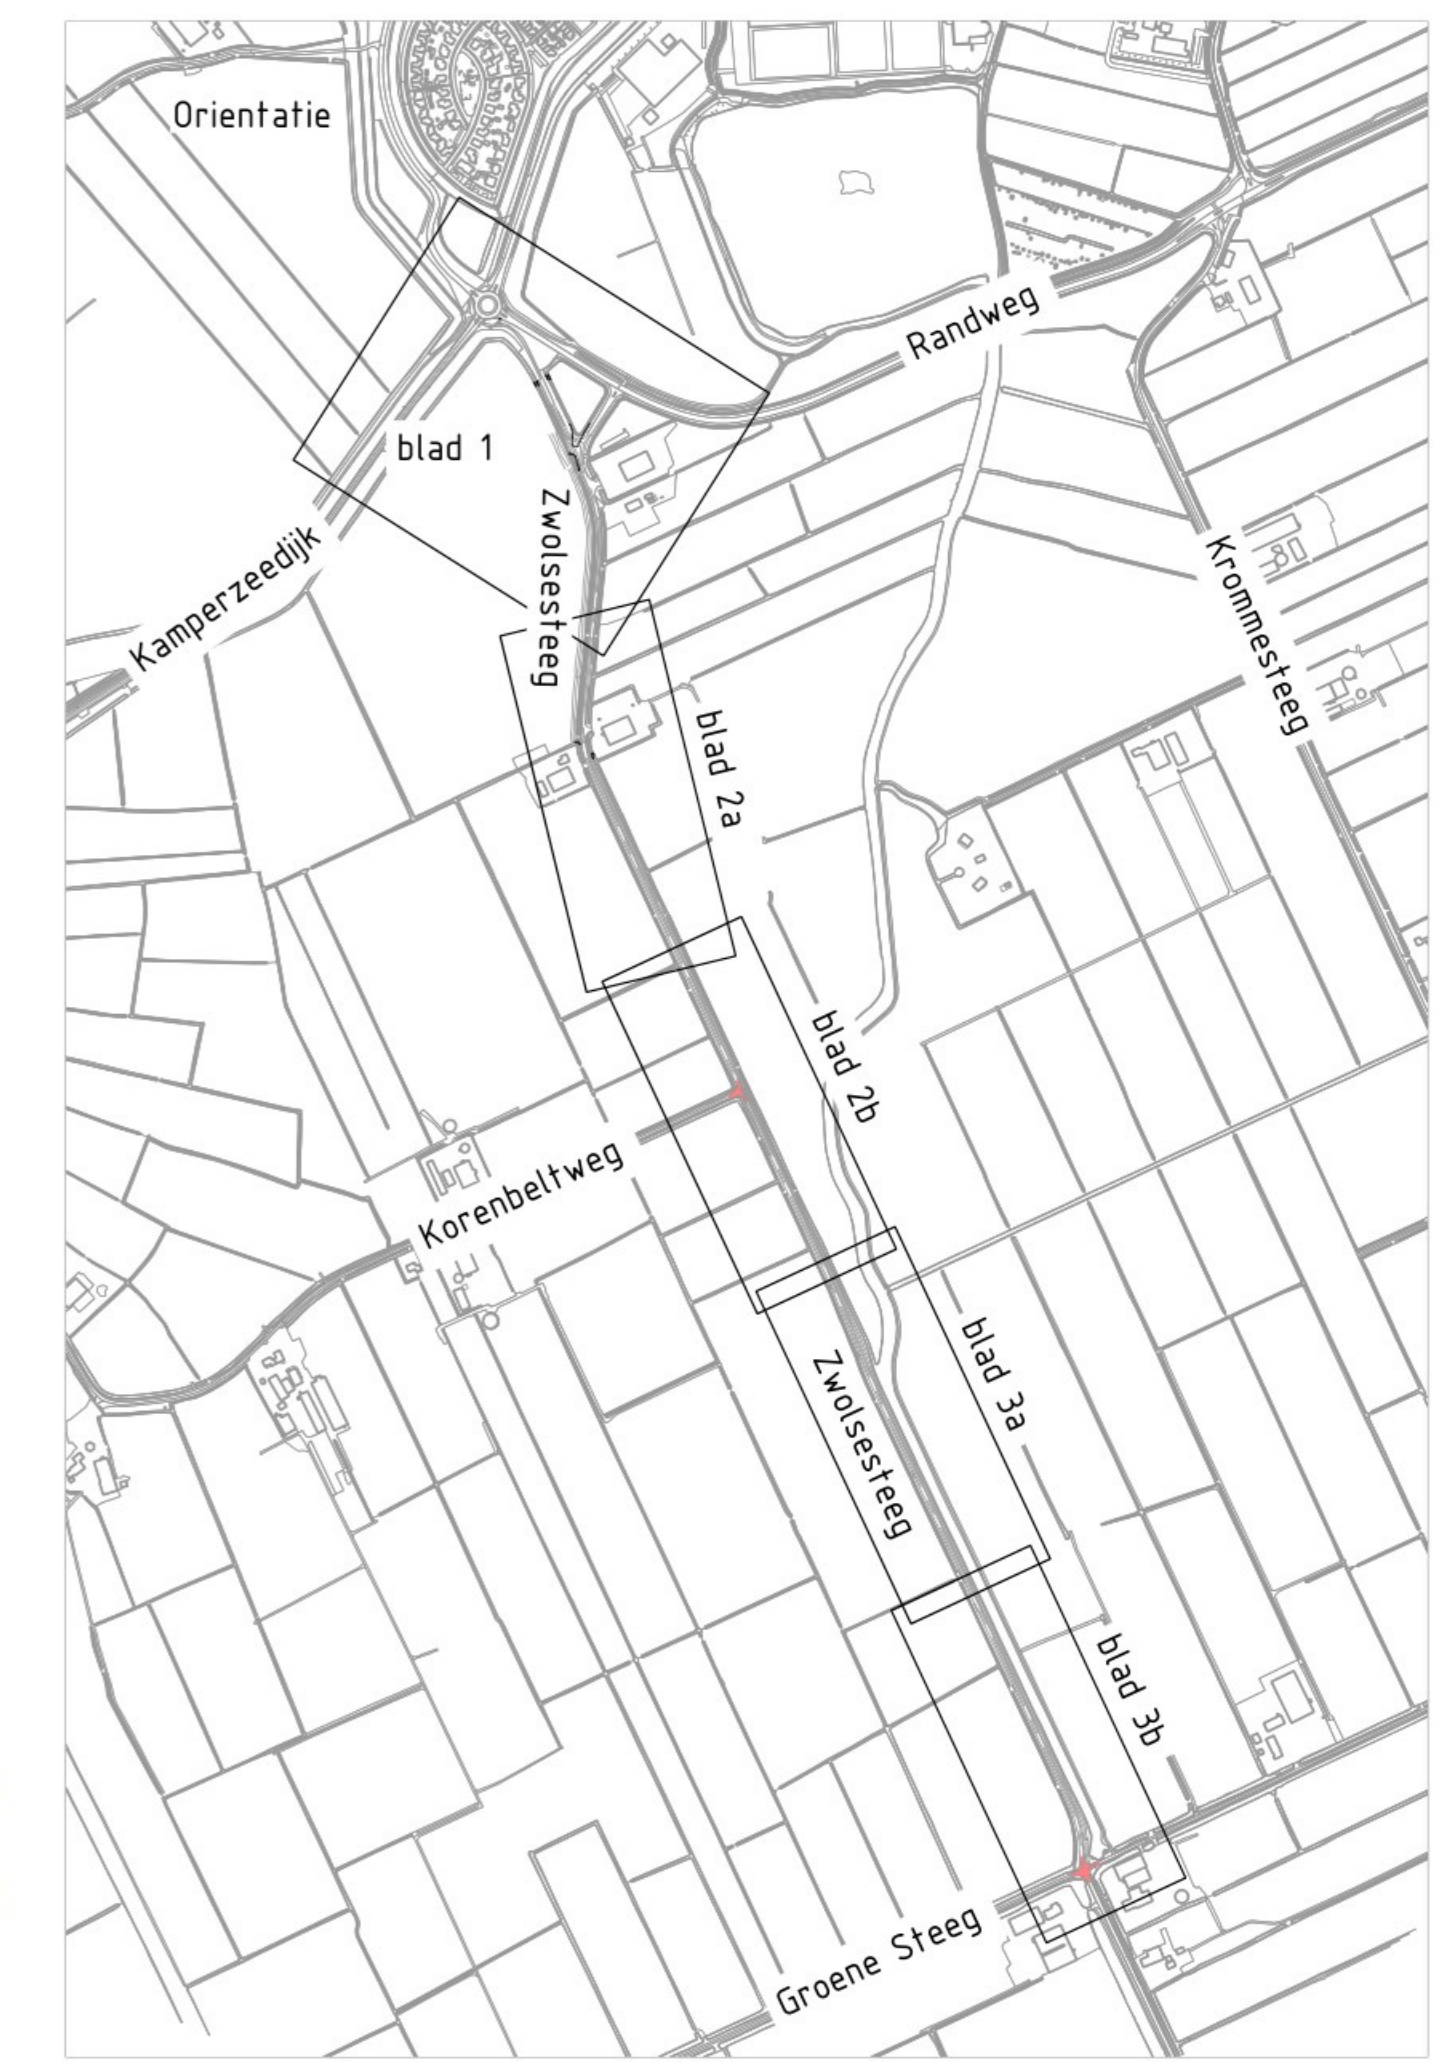 Orientatie
Randweg
blad 1
Kamperzeedijk
Zwolsesteeg
Krommesteeg
blad 2a
blad 2b
Korenbeltweg
blad 3a
Zwolsesteeg
blad 3b
Groene Steeg